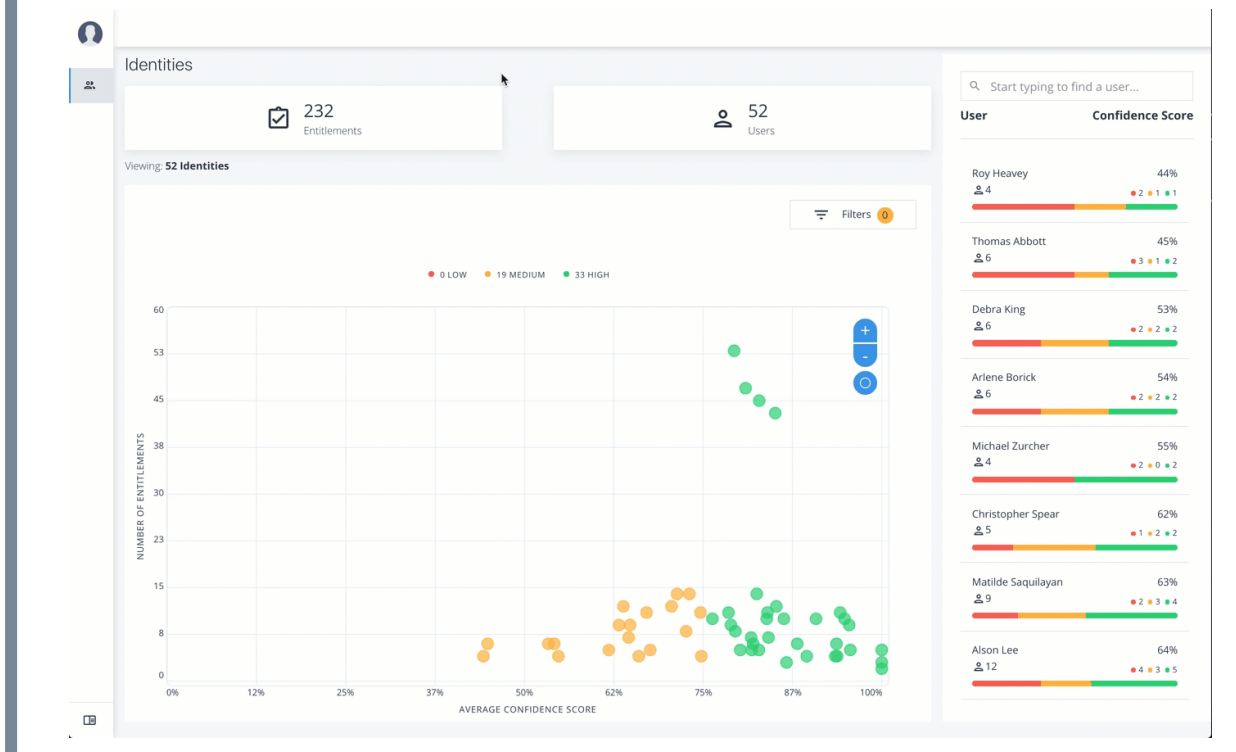 Identities
232
Entitlements
52
Users
Viewing: 52 Identities
Filters 0
0 LOW 19 MEDIUM 33 HIGH
60
53
45
38
30
23
15
8
0
NUMBER OF ENTITLEMENTS
+
-
0% 12% 25% 37% 50% 62% 75% 87% 100%
AVERAGE CONFIDENCE SCORE
Start typing to find a user...
User Confidence Score
Roy Heavey 44%
4 2 1 1
Thomas Abbott 45%
6 3 1 2
Debra King 53%
6 2 2 2
Arlene Borick 54%
6 2 2 2
Michael Zurcher 55%
4 2 0 2
Christopher Spear 62%
5 1 2 2
Matilde Saquilayan 63%
9 2 3 4
Alson Lee 64%
12 4 3 5